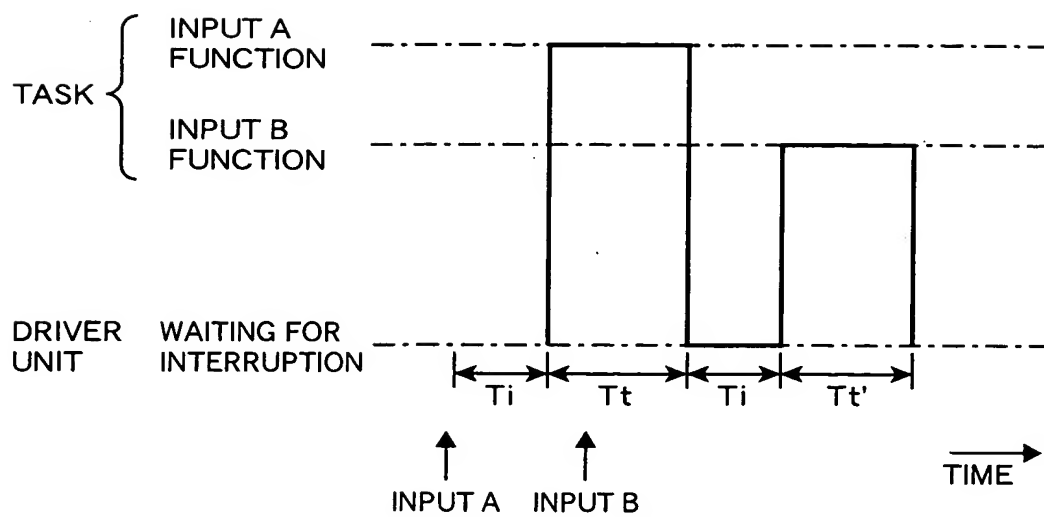 INPUT A
FUNCTION
TASK
INPUT B
FUNCTION
DRIVER
UNIT
WAITING FOR
INTERRUPTION
Ti
Tt
Ti
Tt'
INPUT A
INPUT B
TIME